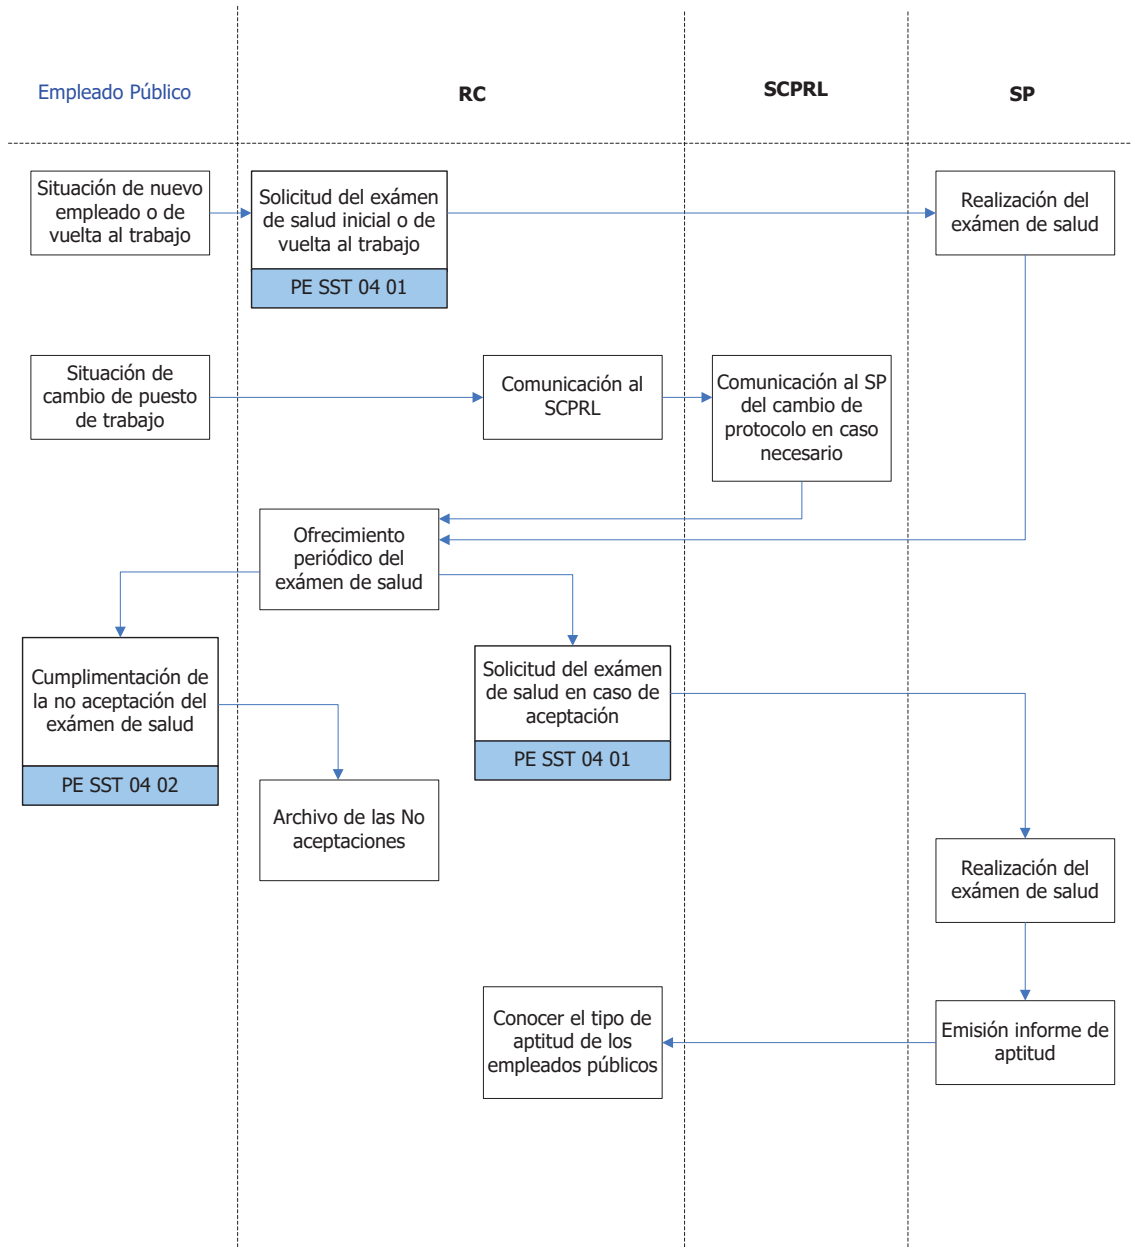 Empleado Público
RC
SCPRL
SP
Situación de nuevo
empleado o de
vuelta al trabajo
Solicitud del exámen
de salud inicial o de
vuelta al trabajo
PE SST 04 01
Realización del
exámen de salud
Situación de
cambio de puesto
de trabajo
Comunicación al
SCPRL
Comunicación al SP
del cambio de
protocolo en caso
necesario
Ofrecimiento
periódico del
exámen de salud
Cumplimentación de
la no aceptación del
exámen de salud
PE SST 04 02
Solicitud del exámen
de salud en caso de
aceptación
PE SST 04 01
Archivo de las No
aceptaciones
Realización del
exámen de salud
Conocer el tipo de
aptitud de los
empleados públicos
Emisión informe de
aptitud